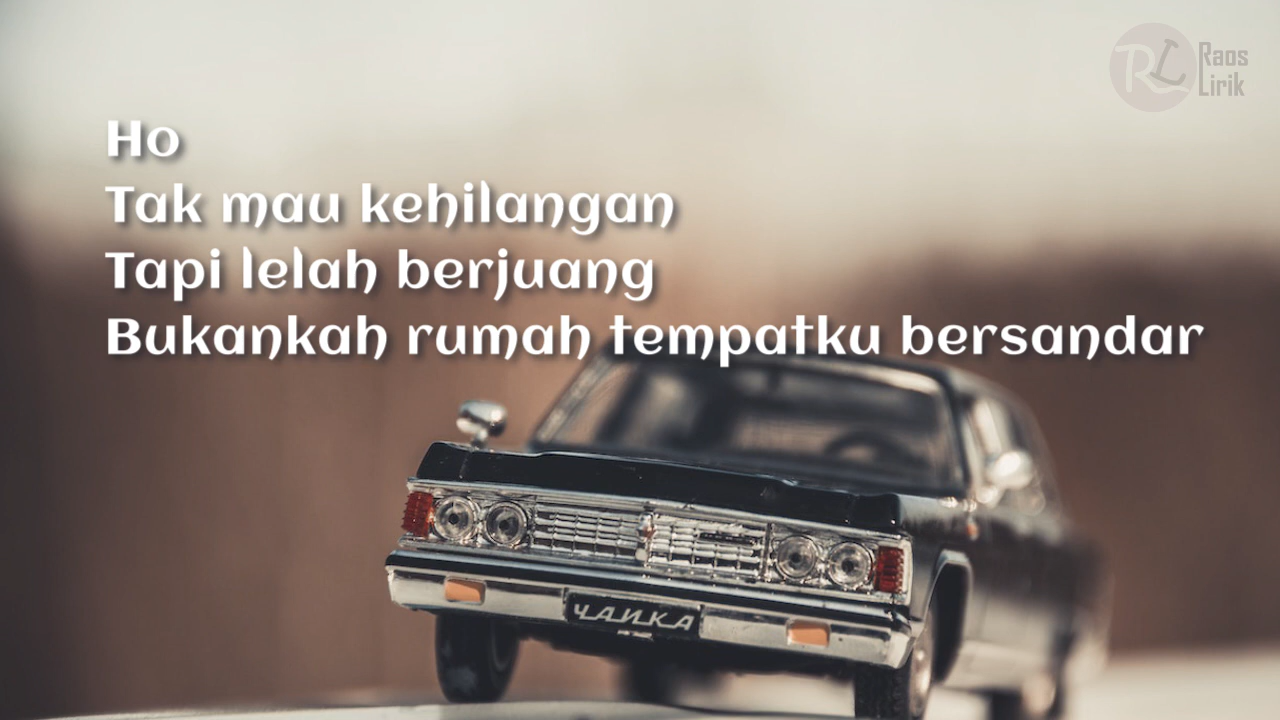 RL Raos
Lirik
Ho
Tak mau kehilangan
Tapi lelah berjuang
Bukankah rumah tempatku bersandar
ЧАЙКА